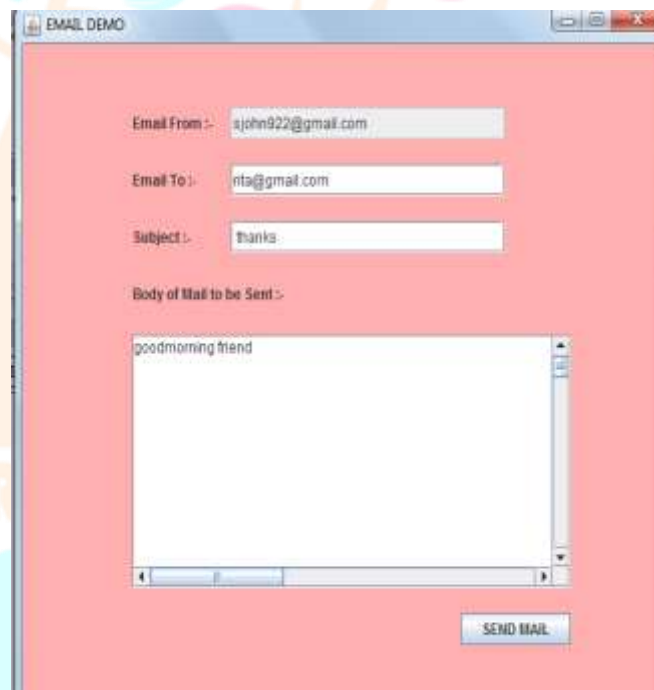 EMAIL DEMO
Email From :- sjohn922@gmail.com
Email To :- rita@gmail.com
Subject :- thanks
Body of Mail to be Sent :-
goodmorning friend
SEND MAIL